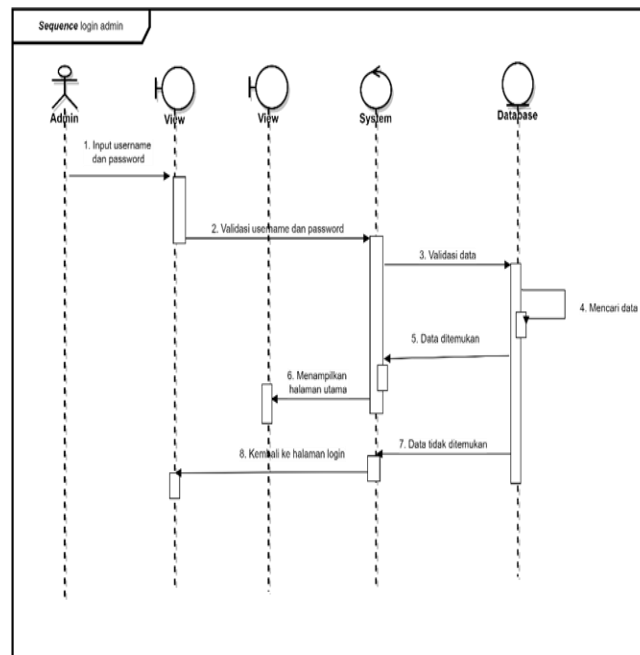 Sequence login admin
Admin
View
View
System
Database
1. Input username
dan password
2. Validasi username dan password
3. Validasi data
4. Mencari data
5. Data ditemukan
6. Menampilkan
halaman utama
7. Data tidak ditemukan
8. Kembali ke halaman login